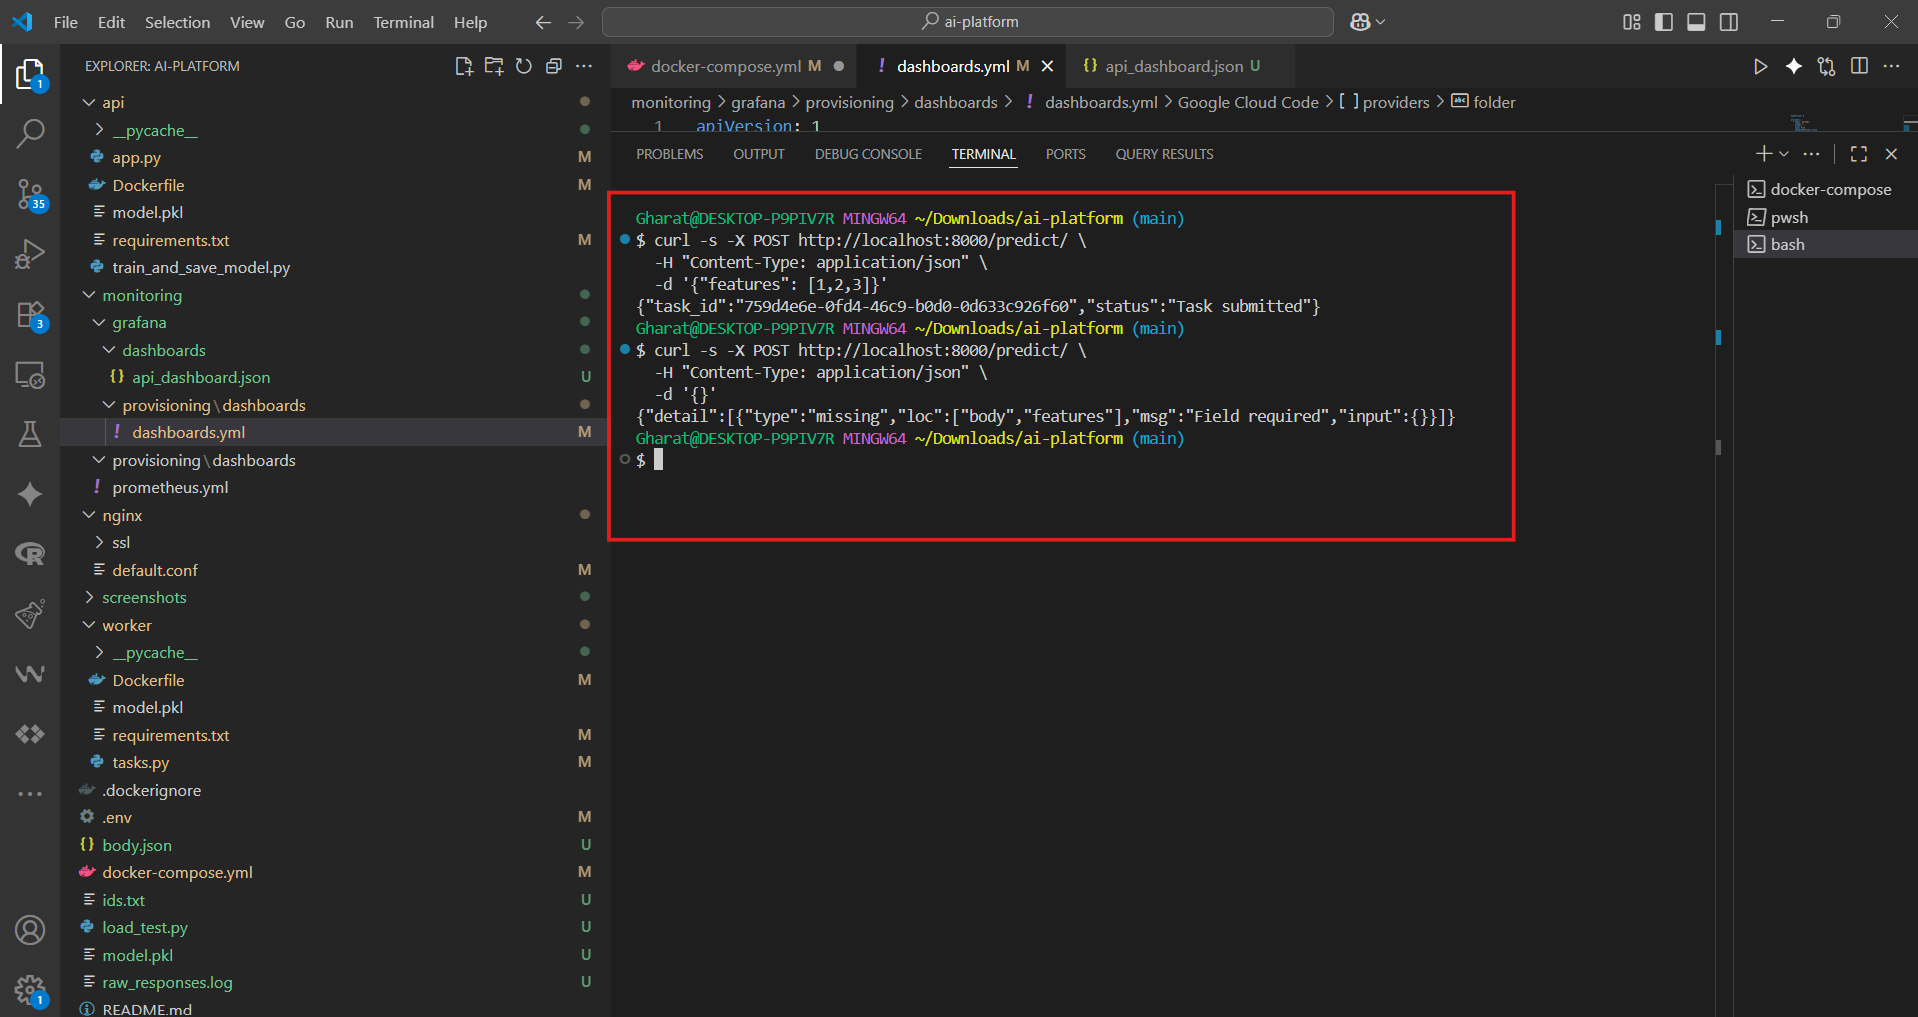 File Edit Selection View Go Run Terminal Help
ai-platform
EXPLORER: AI-PLATFORM
1
35
3
1
api
__pycache__
app.py M
Dockerfile M
model.pkl
requirements.txt M
train_and_save_model.py
monitoring
grafana
dashboards
api_dashboard.json U
provisioning\dashboards
dashboards.yml M
provisioning\dashboards
prometheus.yml
nginx
ssl
default.conf M
screenshots
worker
__pycache__
Dockerfile M
model.pkl
requirements.txt M
tasks.py M
.dockerignore
.env M
body.json U
docker-compose.yml M
ids.txt U
load_test.py U
model.pkl U
raw_responses.log U
README.md
docker-compose.yml M
dashboards.yml M
api_dashboard.json U
monitoring > grafana > provisioning > dashboards > ! dashboards.yml > Google Cloud Code > [ ] providers > abc folder
1 apiVersion: 1
PROBLEMS OUTPUT DEBUG CONSOLE TERMINAL PORTS QUERY RESULTS
Gharat@DESKTOP-P9PIV7R MINGW64 ~/Downloads/ai-platform (main)
$ curl -s -X POST http://localhost:8000/predict/ \
-H "Content-Type: application/json" \
-d '{"features": [1,2,3]}'
{"task_id":"759d4e6e-0fd4-46c9-b0d0-0d633c926f60","status":"Task submitted"}
Gharat@DESKTOP-P9PIV7R MINGW64 ~/Downloads/ai-platform (main)
$ curl -s -X POST http://localhost:8000/predict/ \
-H "Content-Type: application/json" \
-d '{}'
{"detail":[{"type":"missing","loc":["body","features"],"msg":"Field required","input":{}}]}
Gharat@DESKTOP-P9PIV7R MINGW64 ~/Downloads/ai-platform (main)
$
docker-compose
pwsh
bash